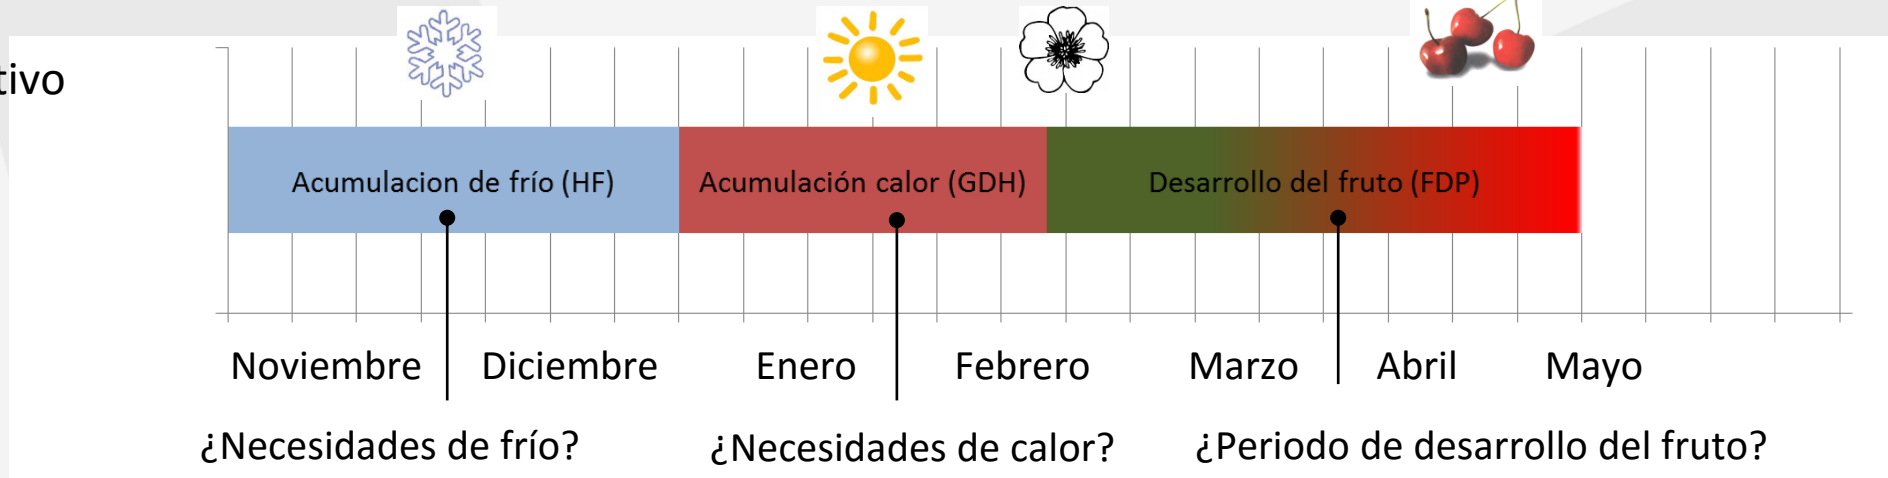 tivo
Acumulacion de frío (HF)
Acumulación calor (GDH)
Desarrollo del fruto (FDP)
Noviembre Diciembre Enero Febrero Marzo Abril Mayo
¿Necesidades de frío?
¿Necesidades de calor?
¿Periodo de desarrollo del fruto?